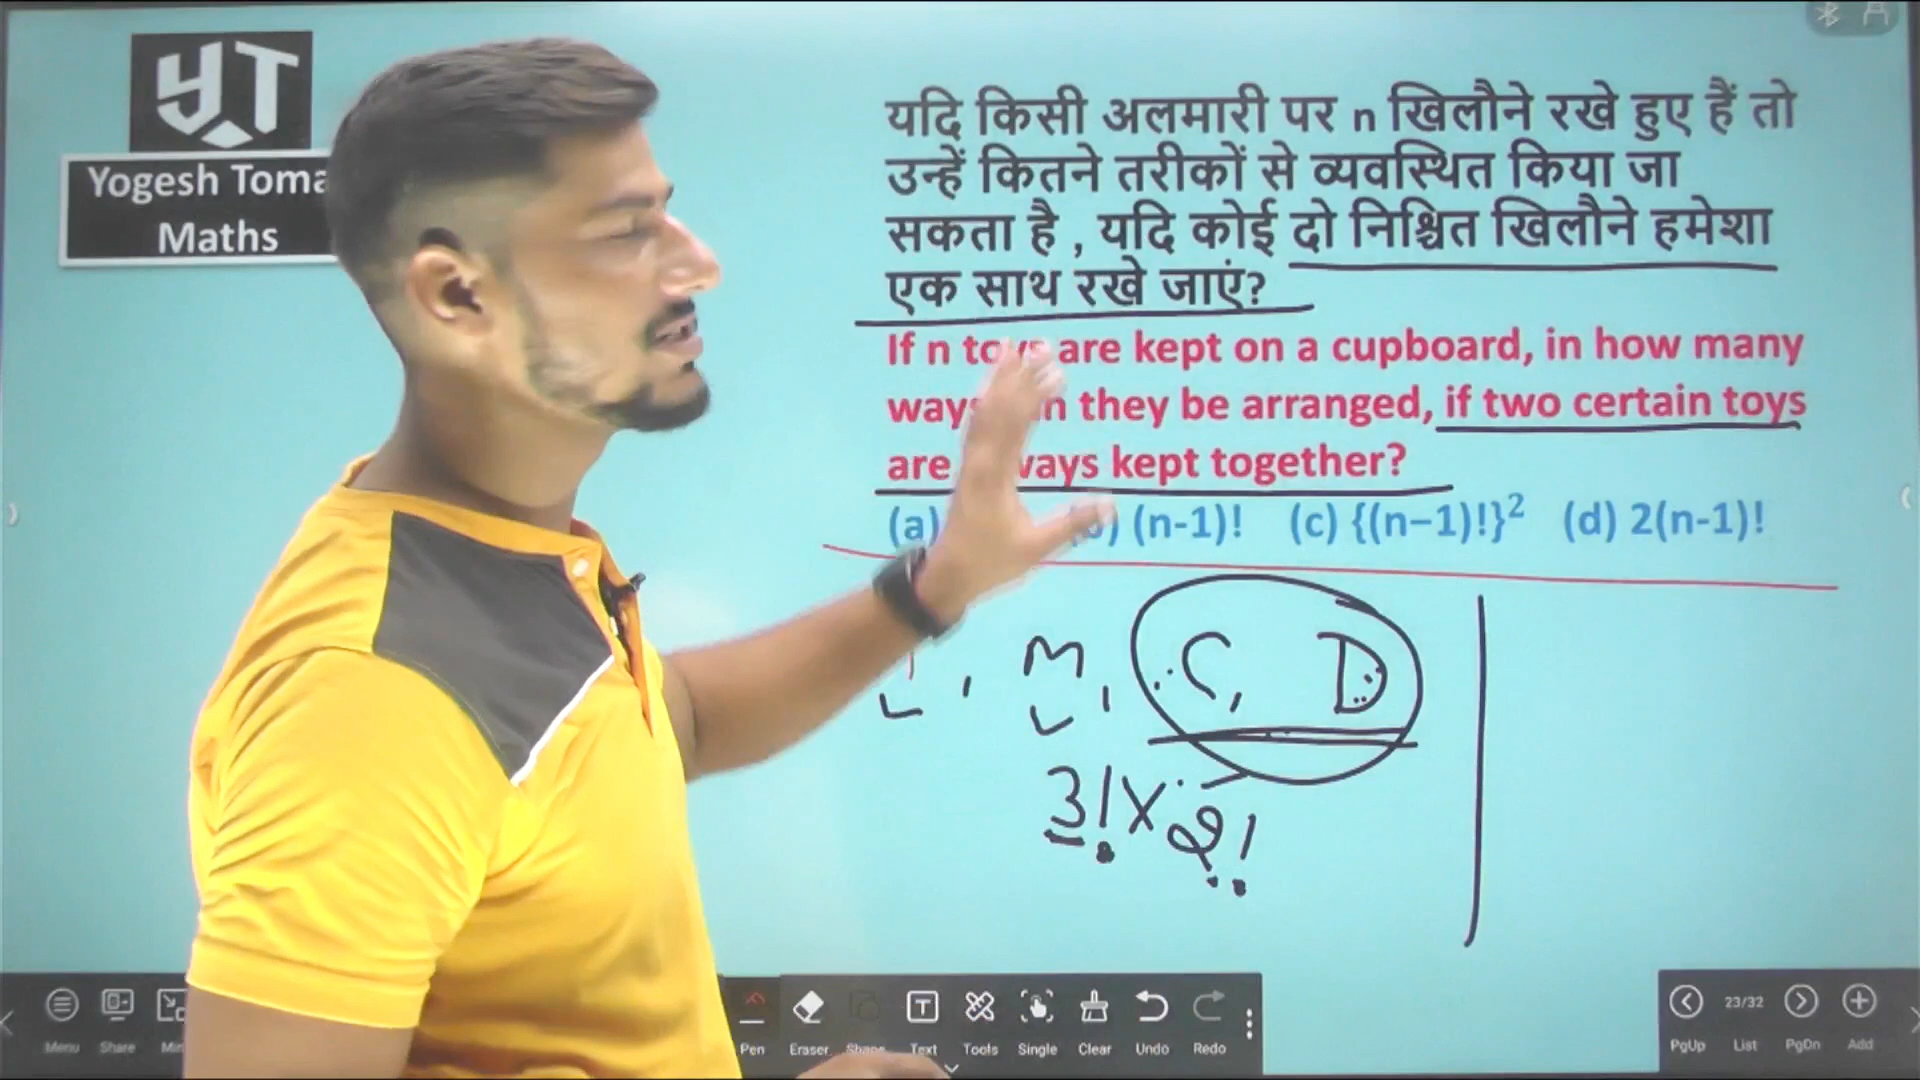 YT
Yogesh Toma
Maths
यदि किसी अलमारी पर n खिलौने रखे हुए हैं तो
उन्हें कितने तरीकों से व्यवस्थित किया जा
सकता है , यदि कोई दो निश्चित खिलौने हमेशा
एक साथ रखे जाएं?
If n are kept on a cupboard, in how many
they be arranged, if two certain toys
are kept together?
(a) (n-1)! (c) {(n−1)!}² (d) 2(n-1)!
, M , C, D
3! X 2!
Menu Share Pen Eraser Shape Text Tools Single Clear Undo Redo
23/32
PgUp List PgDn Add